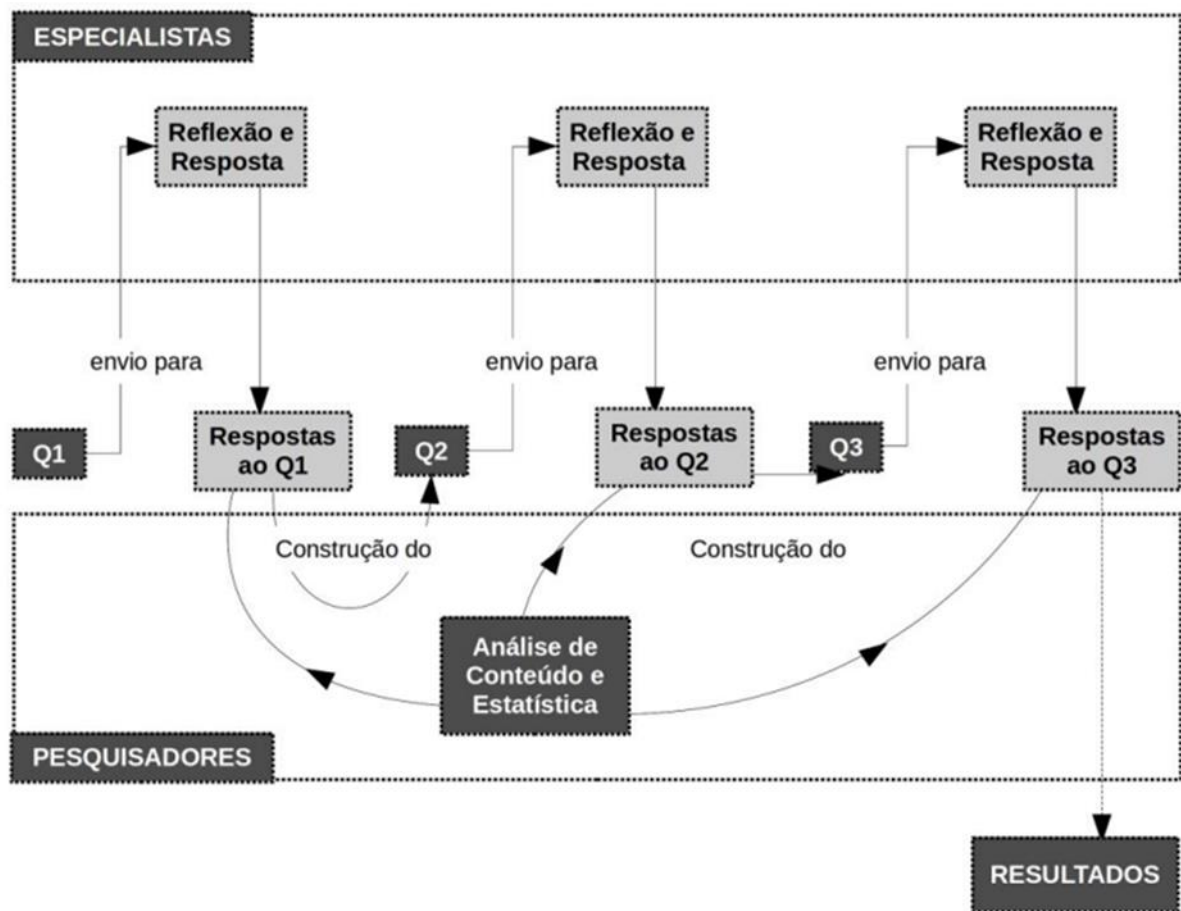 ESPECIALISTAS
Reflexão e
Resposta
Reflexão e
Resposta
Reflexão e
Resposta
envio para
envio para
envio para
Q1
Respostas
ao Q1
Q2
Respostas
ao Q2
Q3
Respostas
ao Q3
Construção do
Construção do
Análise de
Conteúdo e
Estatística
PESQUISADORES
RESULTADOS